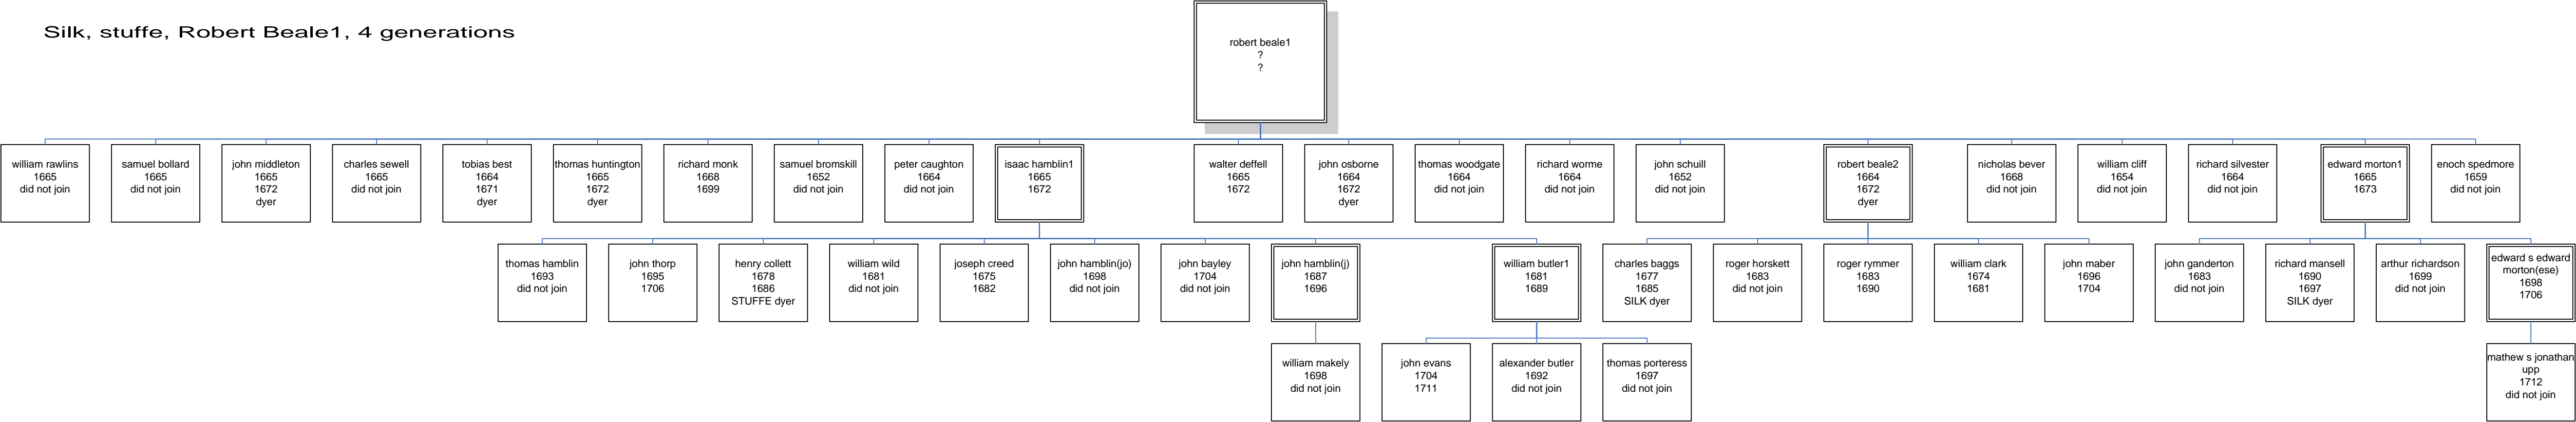 Silk, stuffe, Robert Beale1, 4 generations
robert beale1
?
?
william rawlins
1665
did not join
samuel bollard
1665
did not join
john middleton
1665
1672
dyer
charles sewell
1665
did not join
tobias best
1664
1671
dyer
thomas huntington
1665
1672
dyer
richard monk
1668
1699
samuel bromskill
1652
did not join
peter caughton
1664
did not join
isaac hamblin1
1665
1672
walter deffell
1665
1672
john osborne
1664
1672
dyer
thomas woodgate
1664
did not join
richard worme
1664
did not join
john schuill
1652
did not join
robert beale2
1664
1672
dyer
nicholas bever
1668
did not join
william cliff
1654
did not join
richard silvester
1664
did not join
edward morton1
1665
1673
enoch spedmore
1659
did not join
thomas hamblin
1693
did not join
john thorp
1695
1706
henry collett
1678
1686
STUFFE dyer
william wild
1681
did not join
joseph creed
1675
1682
john hamblin(jo)
1698
did not join
john bayley
1704
did not join
john hamblin(j)
1687
1696
william butler1
1681
1689
charles baggs
1677
1685
SILK dyer
roger horskett
1683
did not join
roger rymmer
1683
1690
william clark
1674
1681
john maber
1696
1704
john ganderton
1683
did not join
richard mansell
1690
1697
SILK dyer
arthur richardson
1699
did not join
edward s edward
morton(ese)
1698
1706
william makely
1698
did not join
john evans
1704
1711
alexander butler
1692
did not join
thomas porteress
1697
did not join
mathew s jonathan
upp
1712
did not join